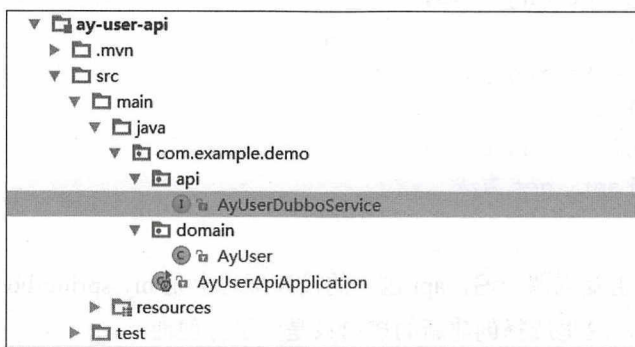 ay-user-api
.mvn
src
main
java
com.example.demo
api
AyUserDubboService
domain
AyUser
AyUserApiApplication
resources
test